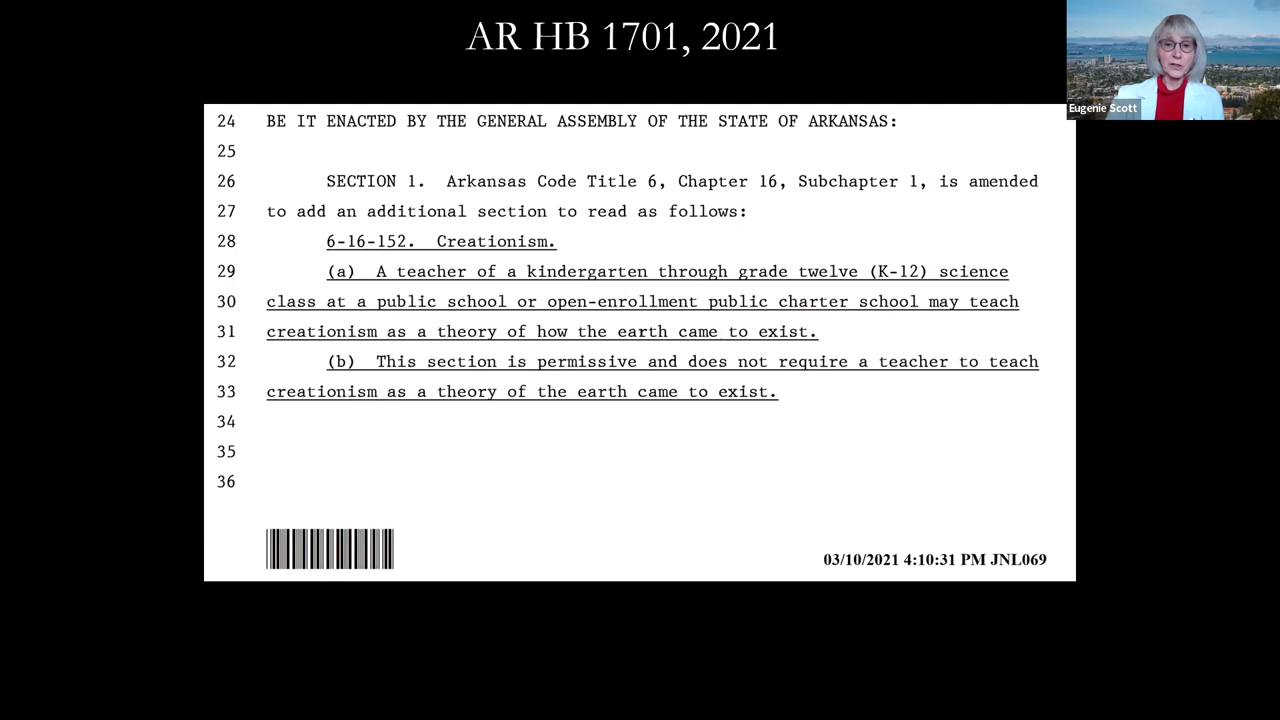 AR HB 1701, 2021
Eugenie Scott
24 BE IT ENACTED BY THE GENERAL ASSEMBLY OF THE STATE OF ARKANSAS:
25
26 SECTION 1. Arkansas Code Title 6, Chapter 16, Subchapter 1, is amended
27 to add an additional section to read as follows:
28 6-16-152. Creationism.
29 (a) A teacher of a kindergarten through grade twelve (K-12) science
30 class at a public school or open-enrollment public charter school may teach
31 creationism as a theory of how the earth came to exist.
32 (b) This section is permissive and does not require a teacher to teach
33 creationism as a theory of the earth came to exist.
34
35
36
03/10/2021 4:10:31 PM JNL069